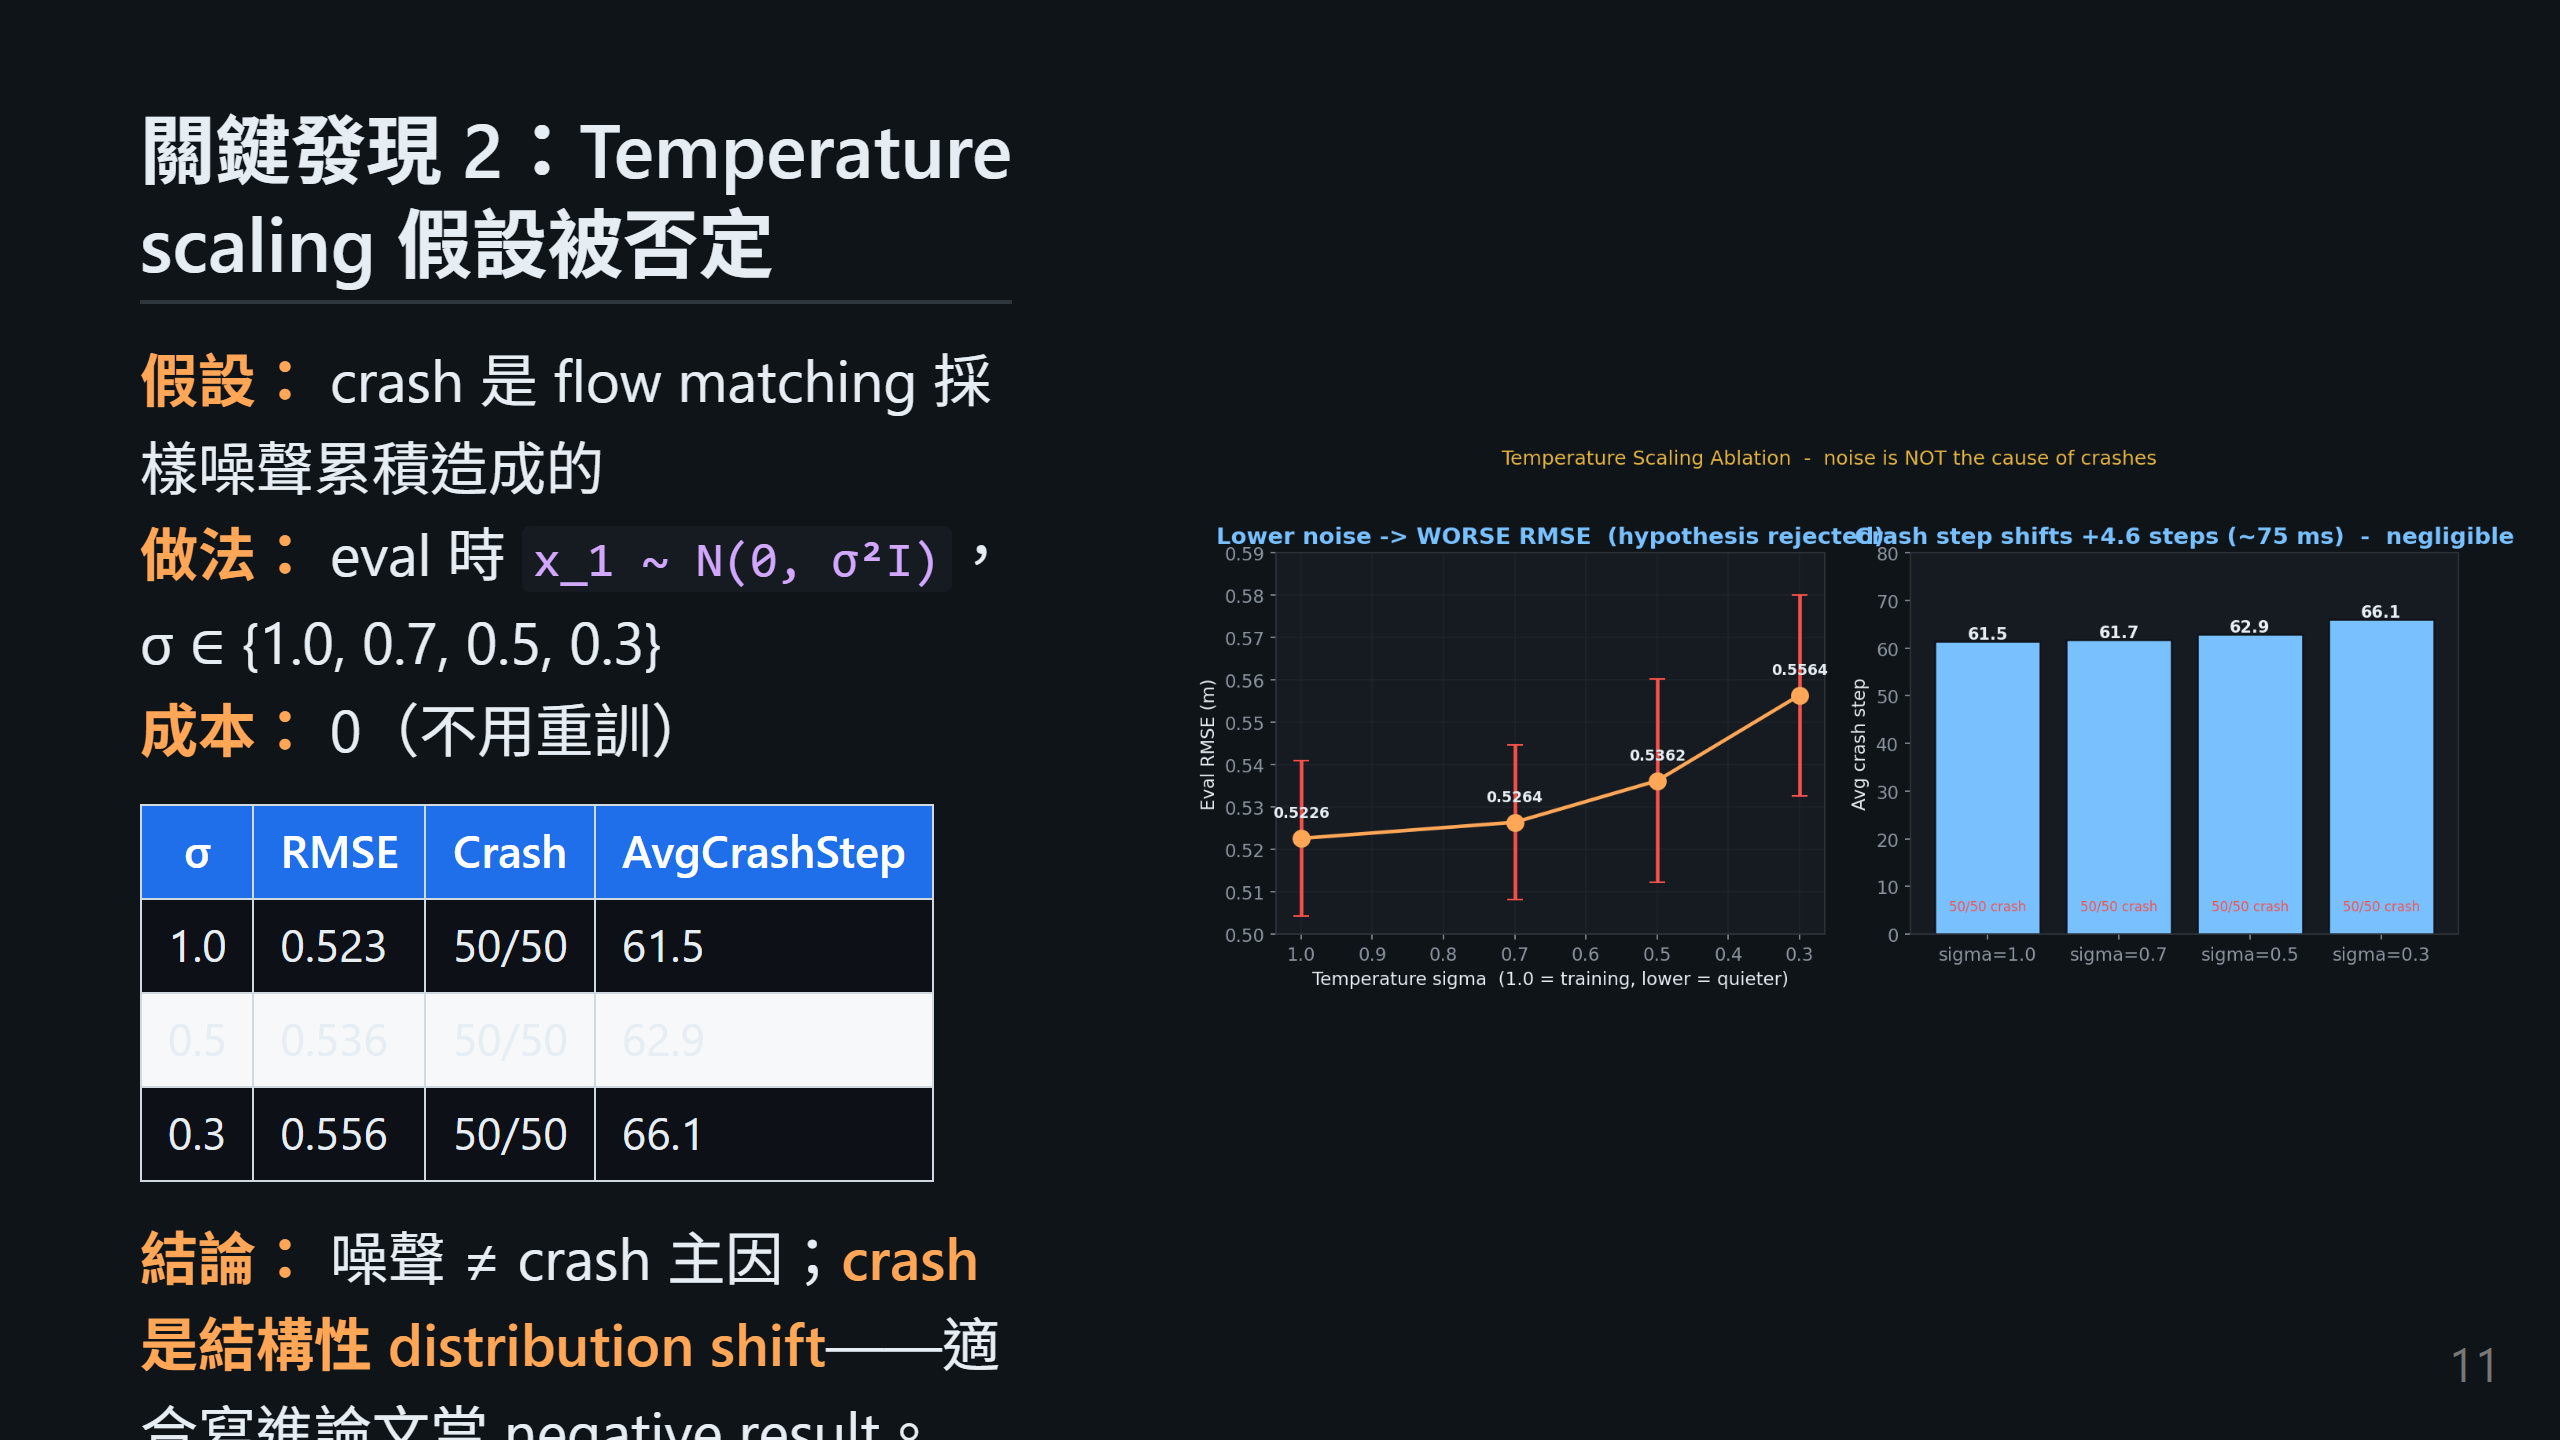 關鍵發現 2：Temperature
scaling 假設被否定
假設： crash 是 flow matching 採
樣噪聲累積造成的
做法： eval 時 x_1 ~ N(0, σ²I)，
σ ∈ {1.0, 0.7, 0.5, 0.3}
成本： 0（不用重訓）
σ RMSE Crash AvgCrashStep
1.0 0.523 50/50 61.5
0.5 0.536 50/50 62.9
0.3 0.556 50/50 66.1
結論： 噪聲 ≠ crash 主因；crash
是結構性 distribution shift——適
合寫進論文當 negative result。
Temperature Scaling Ablation - noise is NOT the cause of crashes
Lower noise -> WORSE RMSE (hypothesis rejected)
0.59
0.58
0.57
0.56
0.55
0.54
0.53
0.52
0.51
0.50
Eval RMSE (m)
0.5226
0.5264
0.5362
0.5564
1.0 0.9 0.8 0.7 0.6 0.5 0.4 0.3
Temperature sigma (1.0 = training, lower = quieter)
Crash step shifts +4.6 steps (~75 ms) - negligible
80
70
60
50
40
30
20
10
0
Avg crash step
61.5 61.7 62.9 66.1
50/50 crash 50/50 crash 50/50 crash 50/50 crash
sigma=1.0 sigma=0.7 sigma=0.5 sigma=0.3
11